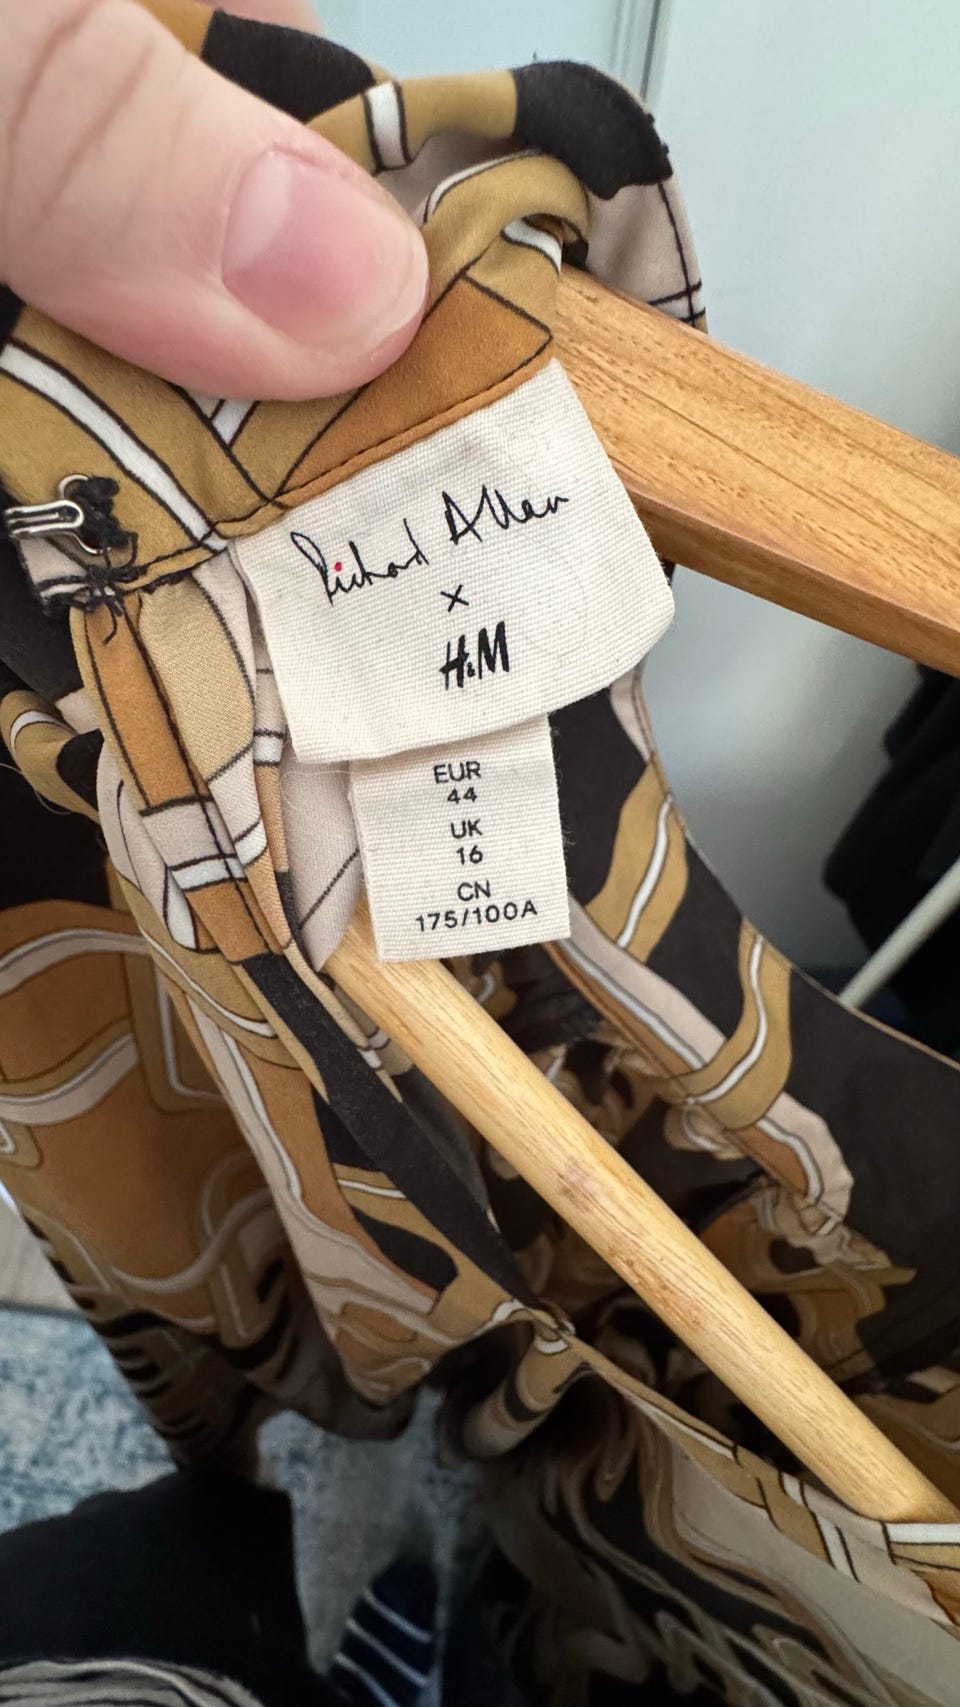 Richard Allan
x
H&M
EUR
44
UK
16
CN
175/100A